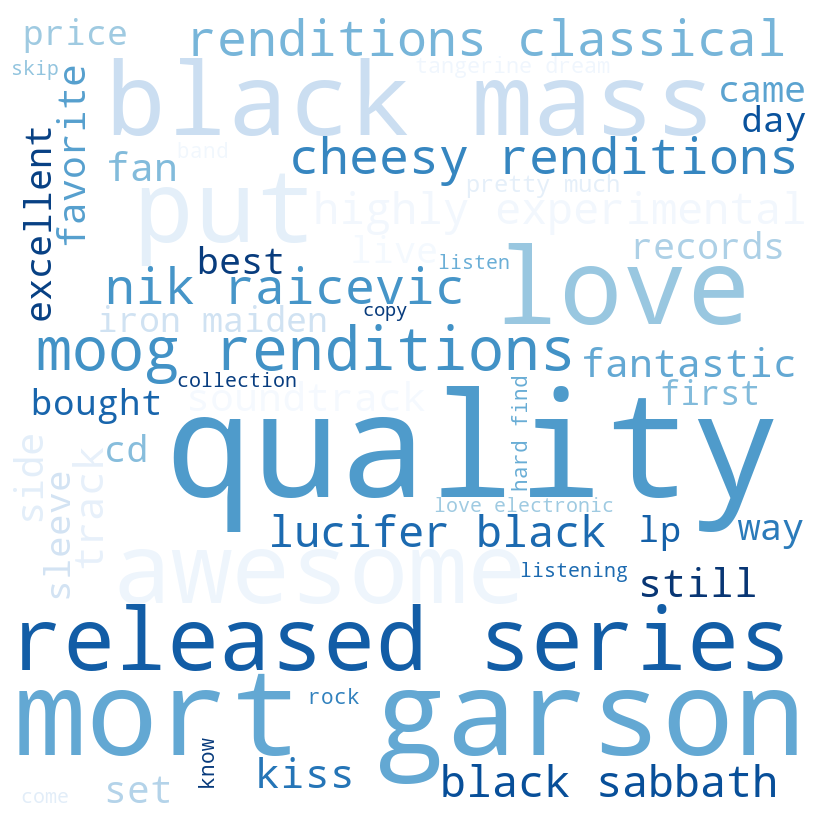 price
renditions classical
skip
black mass
tangerine dream
came
favorite
day
band
excellent
fan
cheesy renditions
put
pretty much
highly experimental
live
records
best
listen
love
nik raicevic
copy
iron maiden
moog renditions
fantastic
collection
soundtrack
first
bought
quality
hard find
side
track
cd
sleeve
love electronic
lucifer black
lp
way
awesome
listening
still
released series
mort garson
rock
know
kiss
black sabbath
come
set